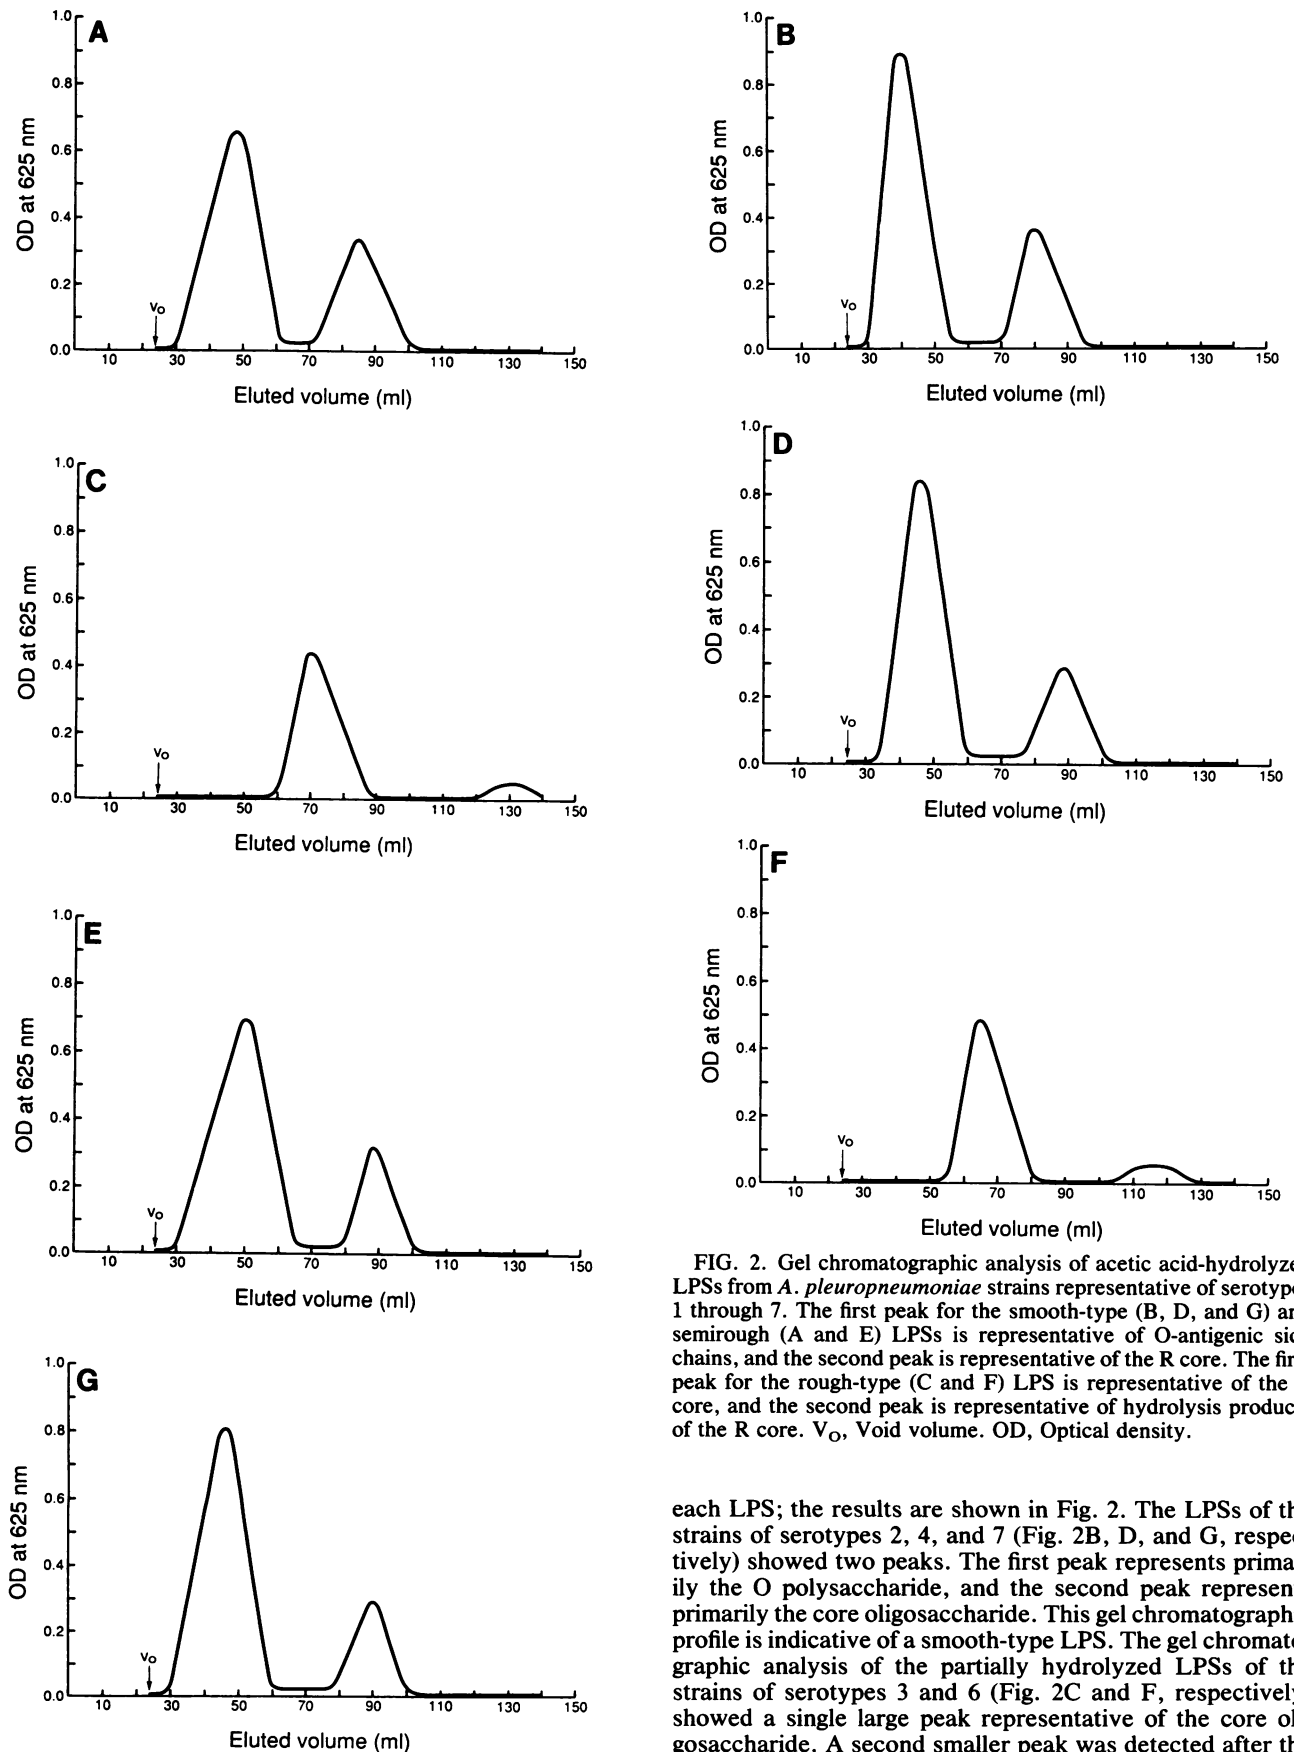 A
OD at 625 nm
1.0
0.8
0.6
0.4
0.2
0.0
VO
10 30 50 70 90 110 130 150
Eluted volume (ml)
B
OD at 625 nm
1.0
0.8
0.6
0.4
0.2
0.0
VO
10 30 50 70 90 110 130 150
Eluted volume (ml)
C
OD at 625 nm
1.0
0.8
0.6
0.4
0.2
0.0
VO
10 30 50 70 90 110 130 150
Eluted volume (ml)
D
OD at 625 nm
1.0
0.8
0.6
0.4
0.2
0.0
VO
10 30 50 70 90 110 130 150
Eluted volume (ml)
E
OD at 625 nm
1.0
0.8
0.6
0.4
0.2
0.0
VO
10 30 50 70 90 110 130 150
Eluted volume (ml)
F
OD at 625 nm
1.0
0.8
0.6
0.4
0.2
0.0
VO
10 30 50 70 90 110 130 150
Eluted volume (ml)
G
OD at 625 nm
1.0
0.8
0.6
0.4
0.2
0.0
VO
10 30 50 70 90 110 130 150
Eluted volume (ml)
FIG. 2. Gel chromatographic analysis of acetic acid-hydrolyze
LPSs from A. pleuropneumoniae strains representative of serotype
1 through 7. The first peak for the smooth-type (B, D, and G) an
semirough (A and E) LPSs is representative of O-antigenic sid
chains, and the second peak is representative of the R core. The fir
peak for the rough-type (C and F) LPS is representative of the
core, and the second peak is representative of hydrolysis produc
of the R core. VO, Void volume. OD, Optical density.
each LPS; the results are shown in Fig. 2. The LPSs of th
strains of serotypes 2, 4, and 7 (Fig. 2B, D, and G, respec
tively) showed two peaks. The first peak represents prima
ily the O polysaccharide, and the second peak represen
primarily the core oligosaccharide. This gel chromatograph
profile is indicative of a smooth-type LPS. The gel chromato
graphic analysis of the partially hydrolyzed LPSs of th
strains of serotypes 3 and 6 (Fig. 2C and F, respectively
showed a single large peak representative of the core ol
gosaccharide. A second smaller peak was detected after th